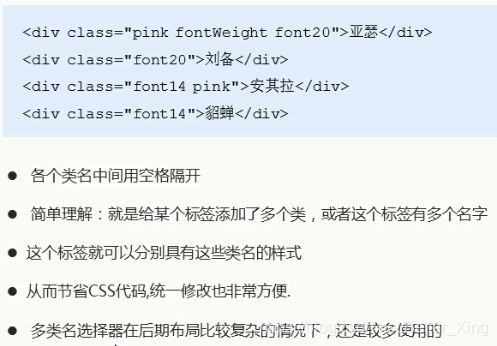 <div class="pink fontWeight font20">亚瑟</div>
<div class="font20">刘备</div>
<div class="font14 pink">安其拉</div>
<div class="font14">貂蝉</div>
● 各个类名中间用空格隔开
● 简单理解：就是给某个标签添加了多个类，或者这个标签有多个名字
● 这个标签就可以分别具有这些类名的样式
● 从而节省CSS代码,统一修改也非常方便.
● 多类名选择器在后期布局比较复杂的情况下，还是较多使用的